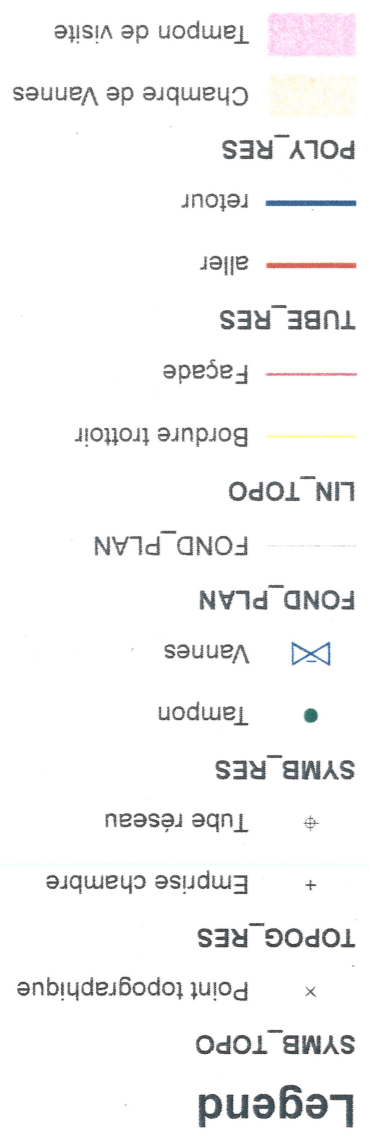 Legend
SYMB_TOPO
Point topographique
TOPOG_RES
Emprise chambre
Tube réseau
SYMB_RES
Tampon
Vannes
FOND_PLAN
FOND_PLAN
LIN_TOPO
Bordure trottoir
Façade
TUBE_RES
aller
retour
POLY_RES
Chambre de Vannes
Tampon de visite